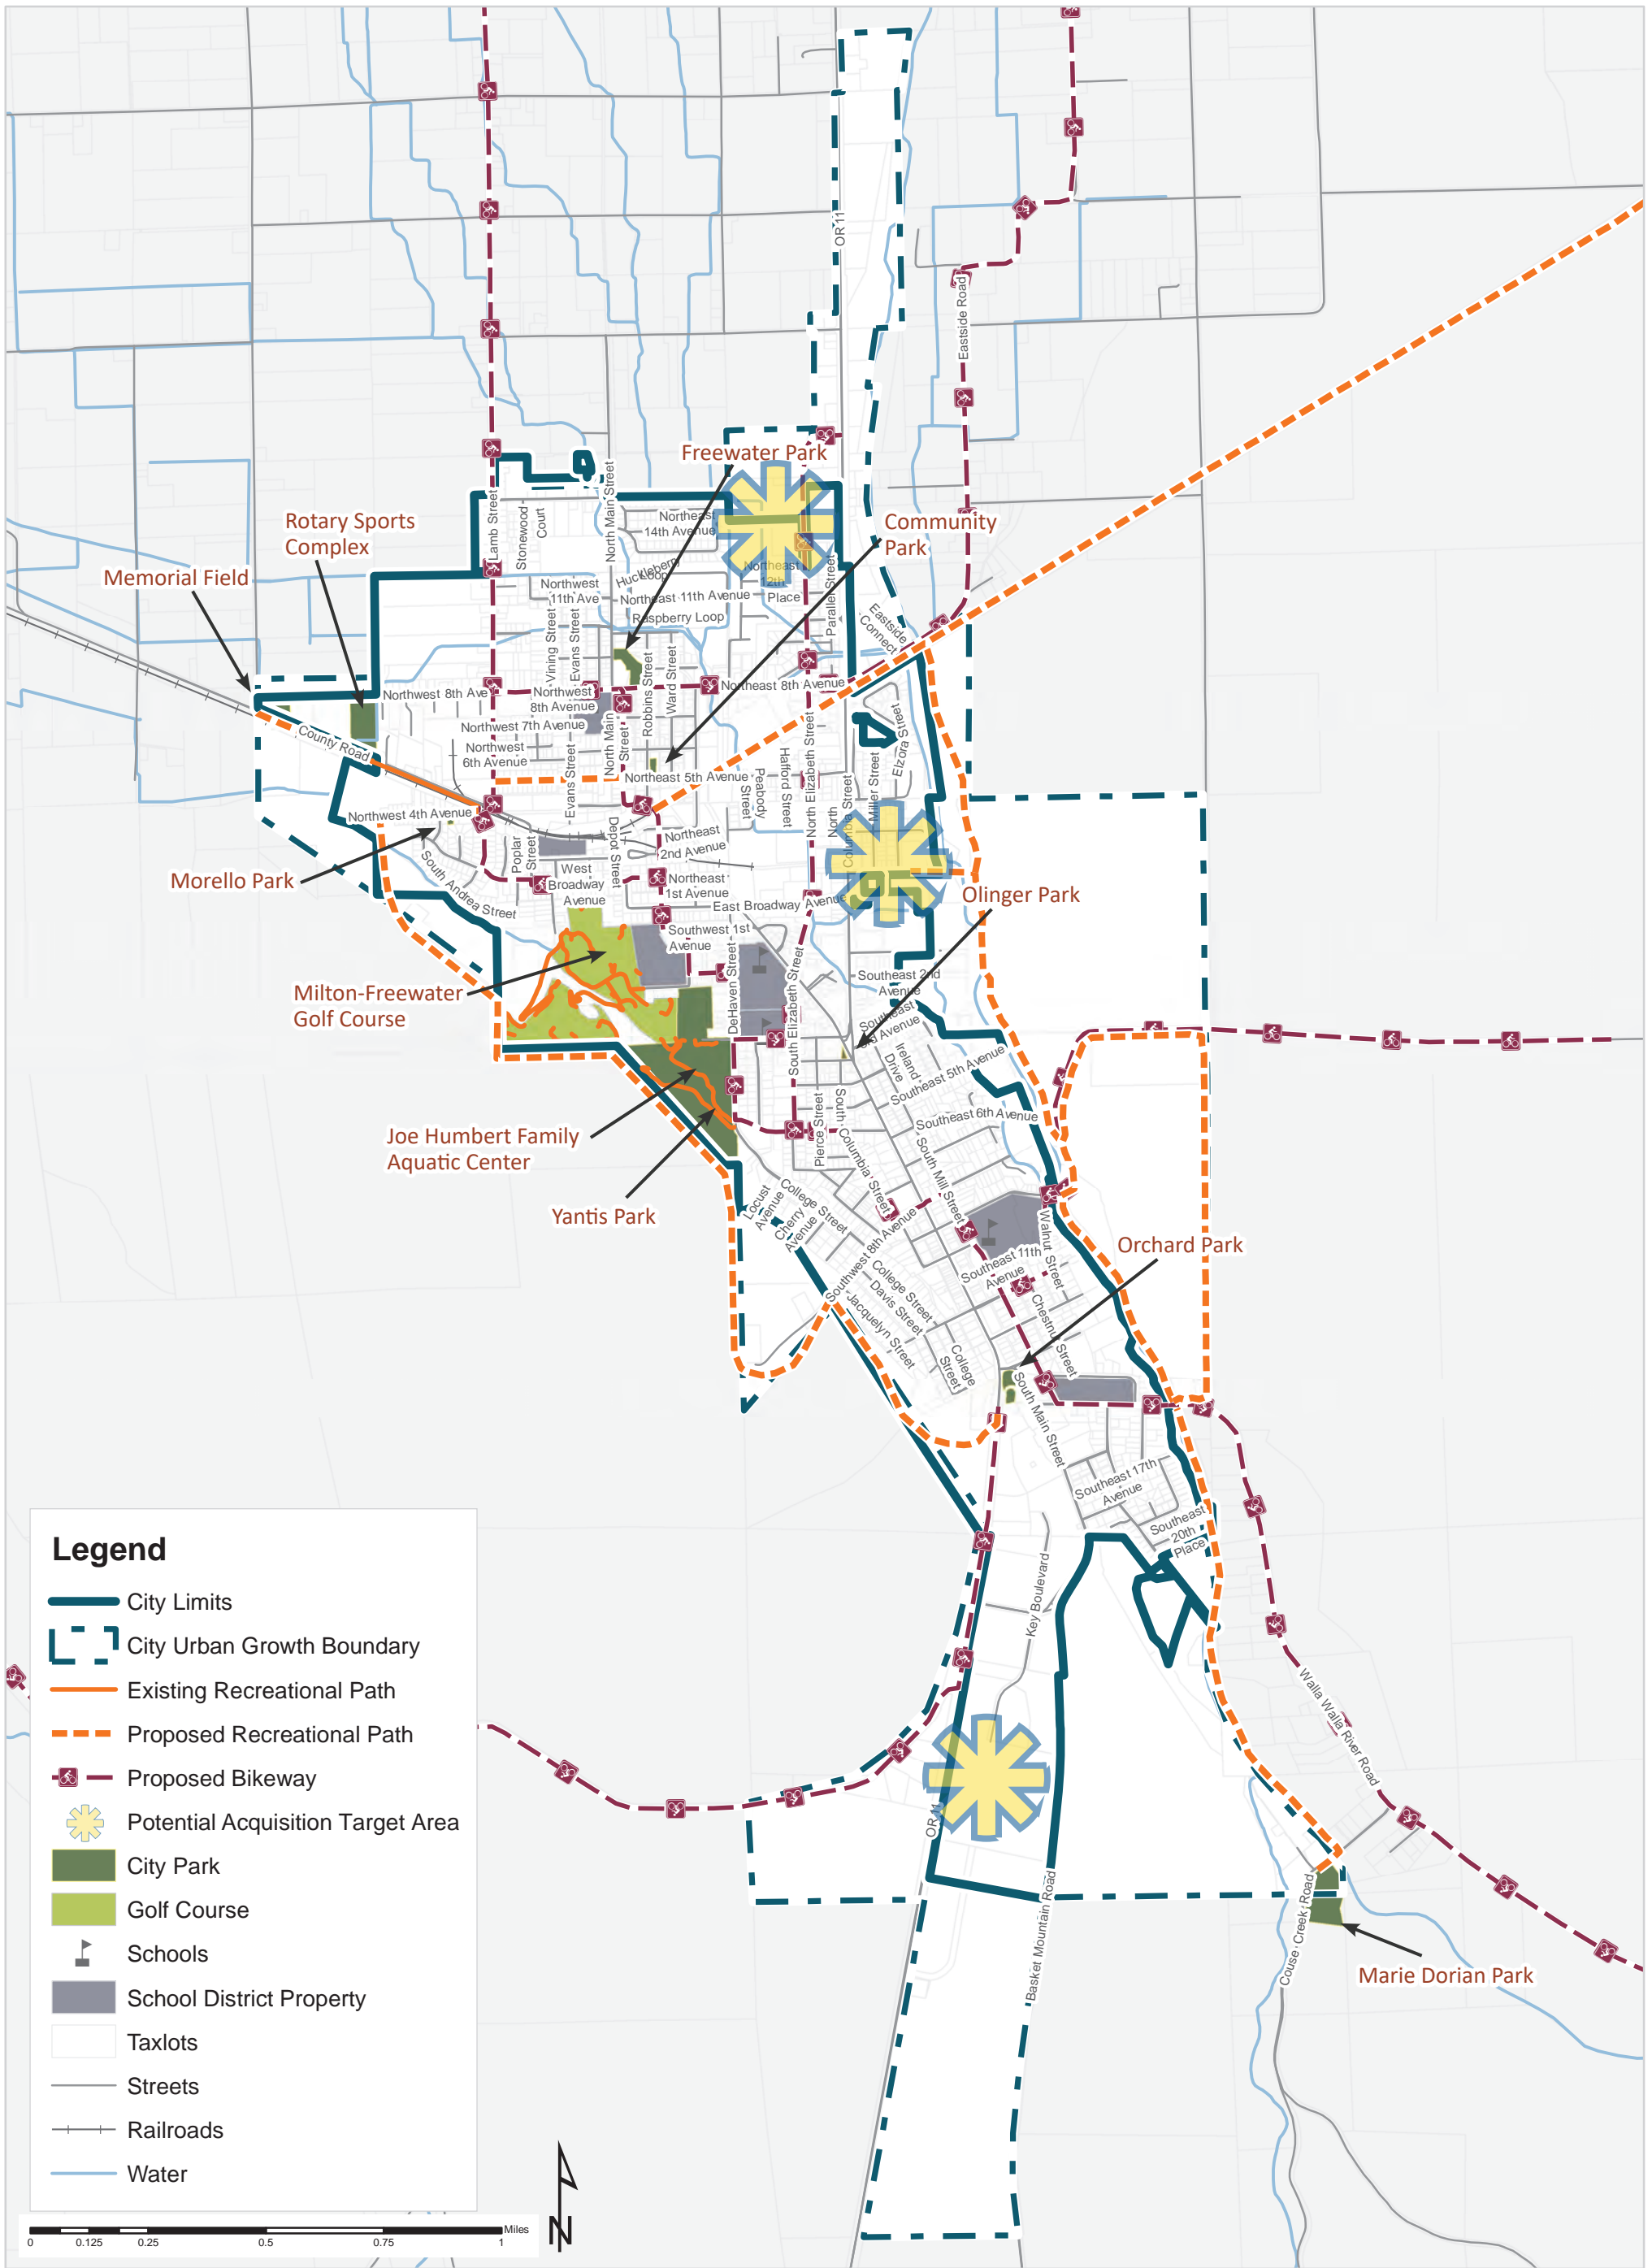 OR 11
Eastside Road
Freewater Park
Community
Park
Rotary Sports
Complex
Memorial Field
Lamb Street
Stonewood
Court
North Main Street
Northeast
14th Avenue
Huckleberry
Loop
Northeast
12th
Place
Parallel Street
Northwest
11th Ave
Northeast 11th Avenue
Raspberry Loop
Eastside
Connect
Vining Street
Evans Street
Robbins Street
Ward Street
Northwest 8th Ave
Northwest
8th Avenue
Northeast 8th Avenue
Northwest 7th Avenue
North Main
Street
Northwest
6th Avenue
County Road
Evans Street
Northeast 5th Avenue
Peabody
Street
Hafford Street
North Elizabeth Street
North
Columbia Street
Miller Street
Elzora Street
Northwest 4th Avenue
Morello Park
South Andrea Street
Poplar
Street
Depot Street
Northeast
2nd Avenue
West
Broadway
Avenue
Northeast
1st Avenue
East Broadway Avenue
Olinger Park
Southwest 1st
Avenue
DeHaven Street
South Elizabeth Street
Southeast 2nd
Avenue
Southeast
3rd Avenue
Milton-Freewater
Golf Course
Ireland
Drive
Southeast 5th Avenue
Southeast 6th Avenue
Joe Humbert Family
Aquatic Center
Yantis Park
Pierce Street
South
Columbia Street
South Mill Street
Locust
Avenue
Cherry
Avenue
College Street
Southwest 8th Avenue
Walnut Street
Southeast 11th
Avenue
Orchard Park
College Street
Davis Street
Jacquelyn Street
College
Street
Chestnut Street
South Main Street
Southeast 17th
Avenue
Southeast
20th
Place
Key Boulevard
Walla Walla River Road
OR 11
Basket Mountain Road
Couse Creek Road
Marie Dorian Park
Legend
City Limits
City Urban Growth Boundary
Existing Recreational Path
Proposed Recreational Path
Proposed Bikeway
Potential Acquisition Target Area
City Park
Golf Course
Schools
School District Property
Taxlots
Streets
Railroads
Water
Miles
0 0.125 0.25 0.5 0.75 1
N